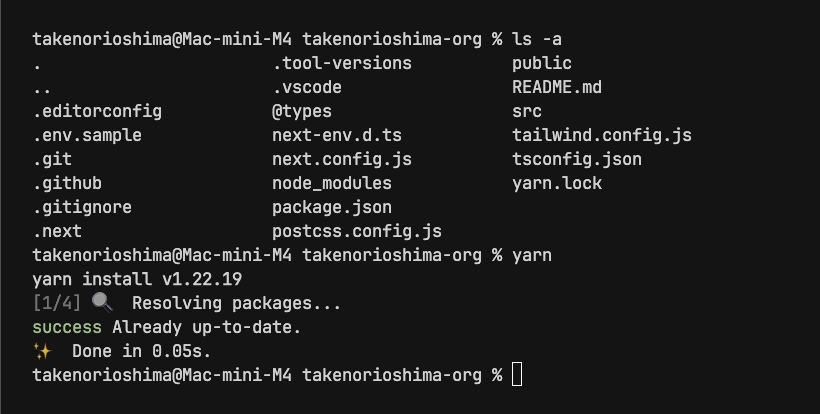 takenorioshima@Mac-mini-M4 takenorioshima-org % ls -a
. .tool-versions public
.. .vscode README.md
.editorconfig @types src
.env.sample next-env.d.ts tailwind.config.js
.git next.config.js tsconfig.json
.github node_modules yarn.lock
.gitignore package.json
.next postcss.config.js
takenorioshima@Mac-mini-M4 takenorioshima-org % yarn
yarn install v1.22.19
[1/4] 🔍 Resolving packages...
success Already up-to-date.
✨ Done in 0.05s.
takenorioshima@Mac-mini-M4 takenorioshima-org %